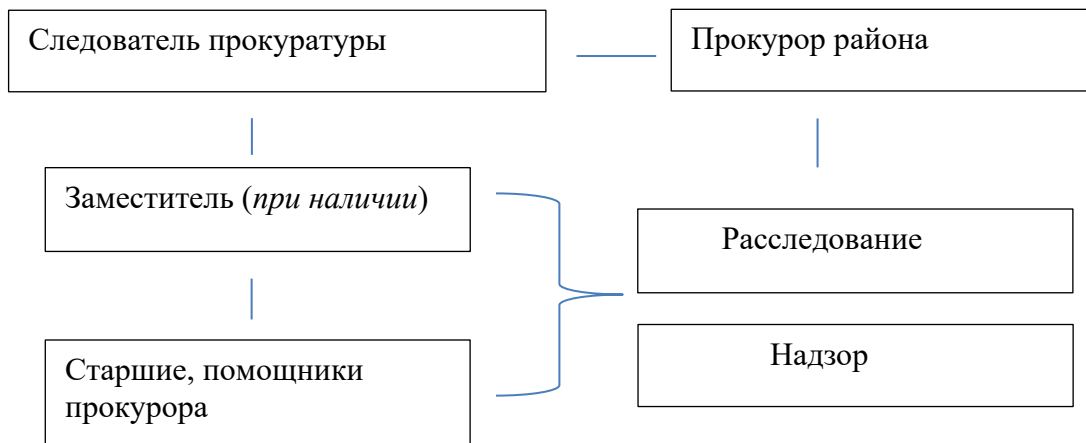 Следователь прокуратуры
Прокурор района
Заместитель (при наличии)
Расследование
Старшие, помощники
прокурора
Надзор